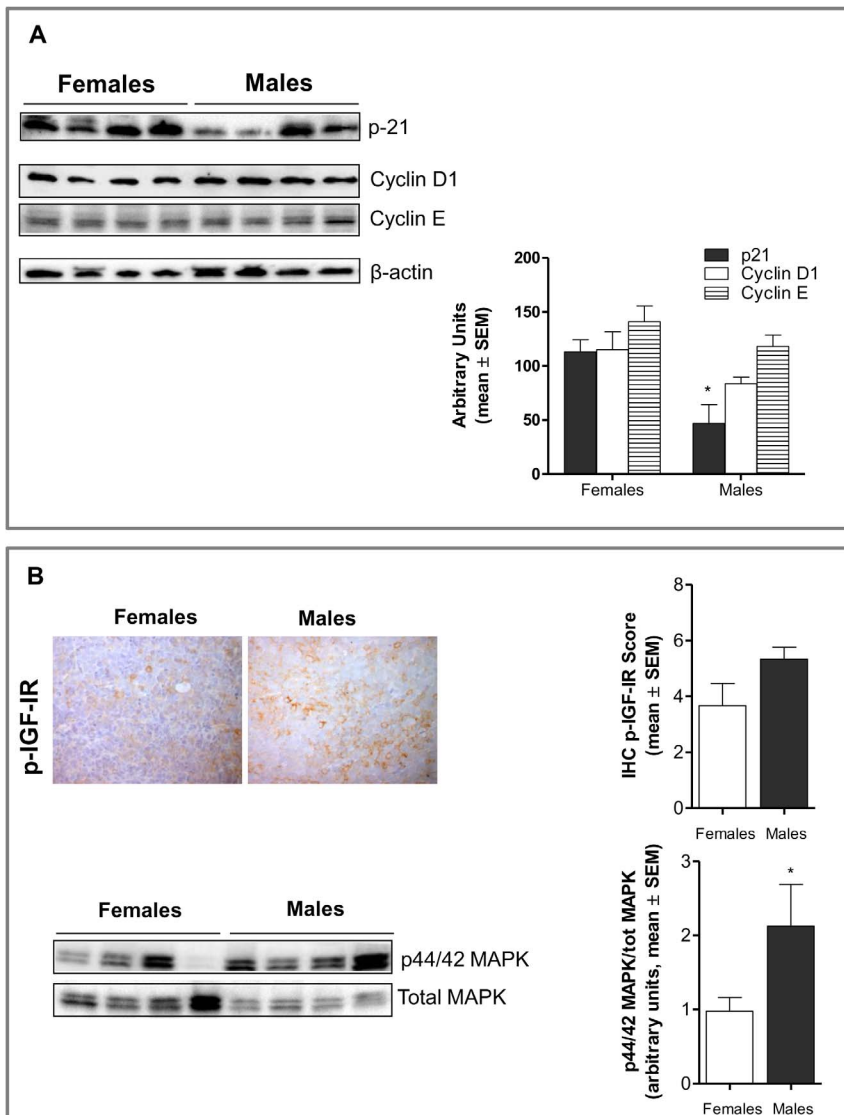 A
Females Males
p-21
Cyclin D1
Cyclin E
β-actin
p21
Cyclin D1
Cyclin E
Arbitrary Units
(mean ± SEM)
200
150
100
50
0
*
Females Males
B
Females Males
p-IGF-IR
IHC p-IGF-IR Score
(mean ± SEM)
8
6
4
2
0
Females Males
Females Males
p44/42 MAPK
Total MAPK
p44/42 MAPK/tot MAPK
(arbitrary units, mean ± SEM)
3
2
1
0
*
Females Males